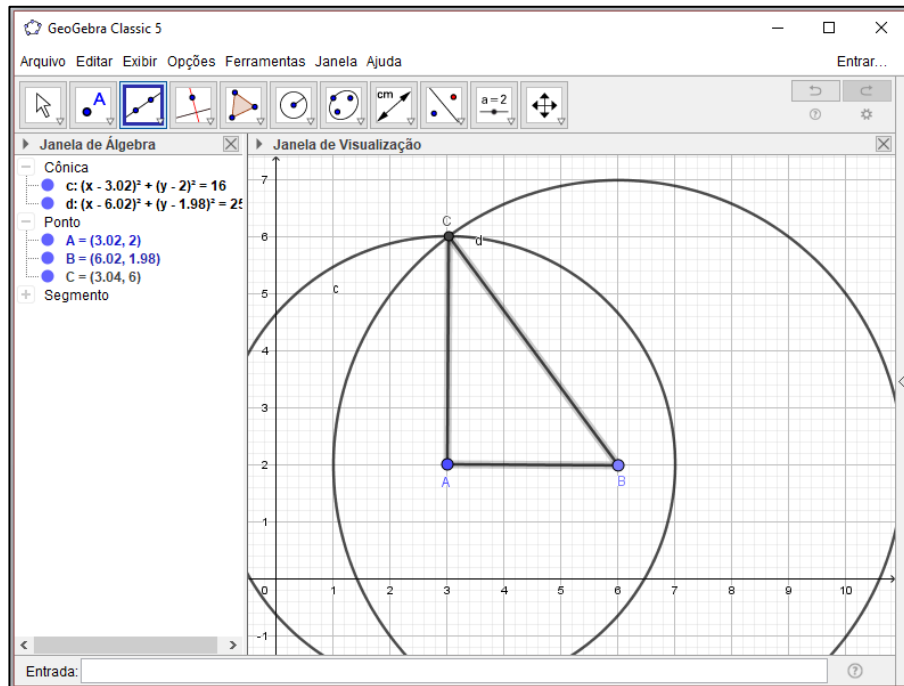 GeoGebra Classic 5
Arquivo Editar Exibir Opções Ferramentas Janela Ajuda Entrar...
A cm a = 2
Janela de Álgebra Janela de Visualização
Cônica
c: (x - 3.02)² + (y - 2)² = 16
d: (x - 6.02)² + (y - 1.98)² = 25
Ponto
A = (3.02, 2)
B = (6.02, 1.98)
C = (3.04, 6)
Segmento
7
C
6
d
5
c
4
3
2
A
B
1
0 1 2 3 4 5 6 7 8 9 10
-1
Entrada: